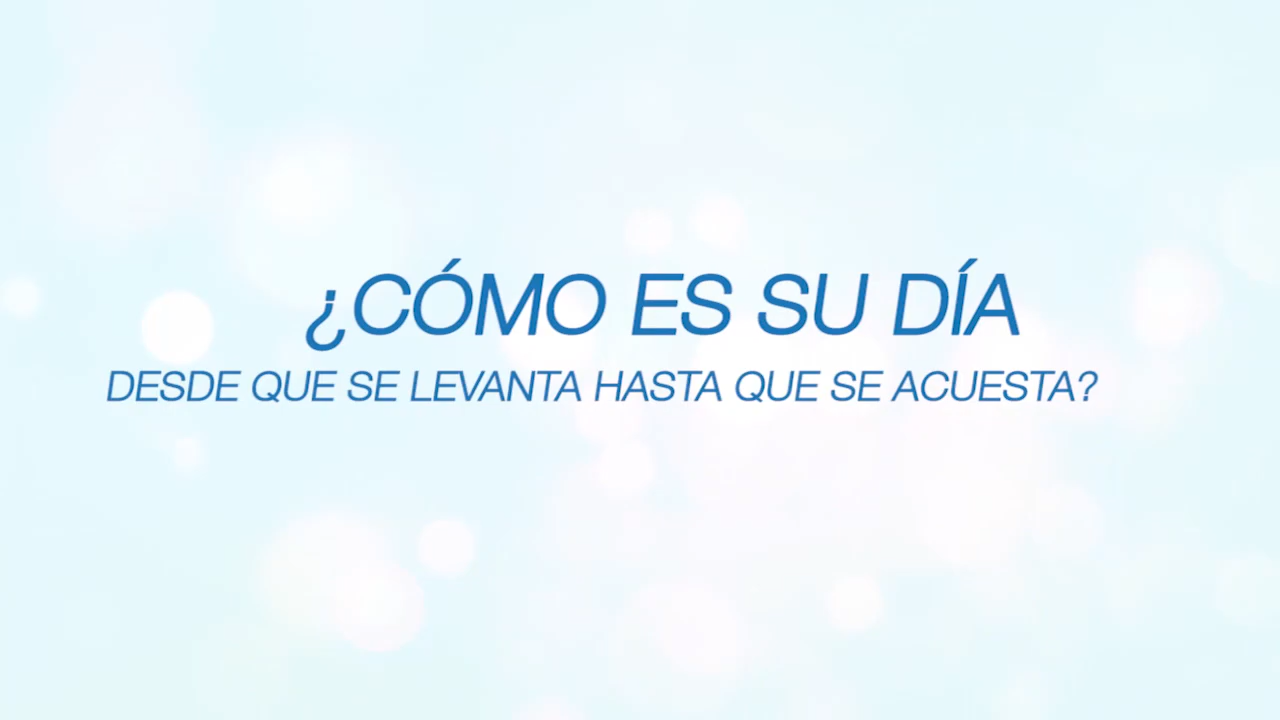 ¿CÓMO ES SU DÍA
DESDE QUE SE LEVANTA HASTA QUE SE ACUESTA?